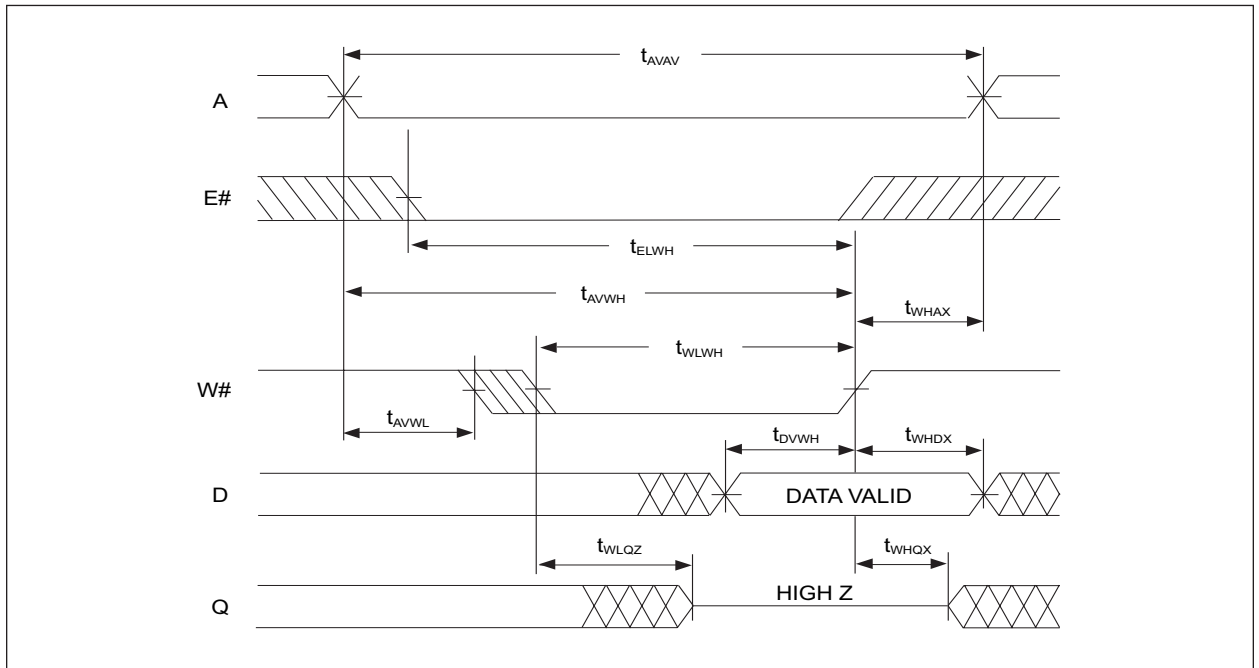 tAVAV
A
E#
tELWH
tAVWH
tWHAX
tWLWH
W#
tAVWL
tDVWH
tWHDX
D
DATA VALID
tWLQZ
tWHQX
HIGH Z
Q